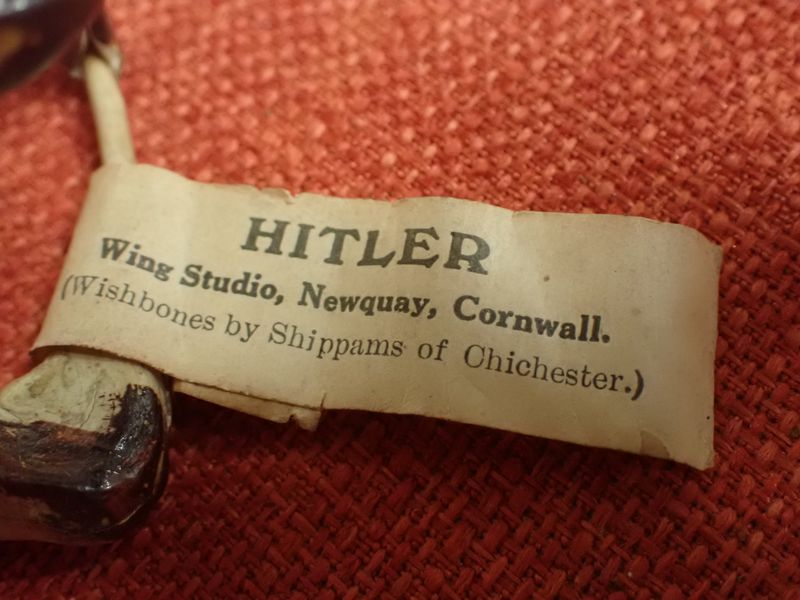 HITLER
Wing Studio, Newquay, Cornwall.
(Wishbones by Shippams of Chichester.)